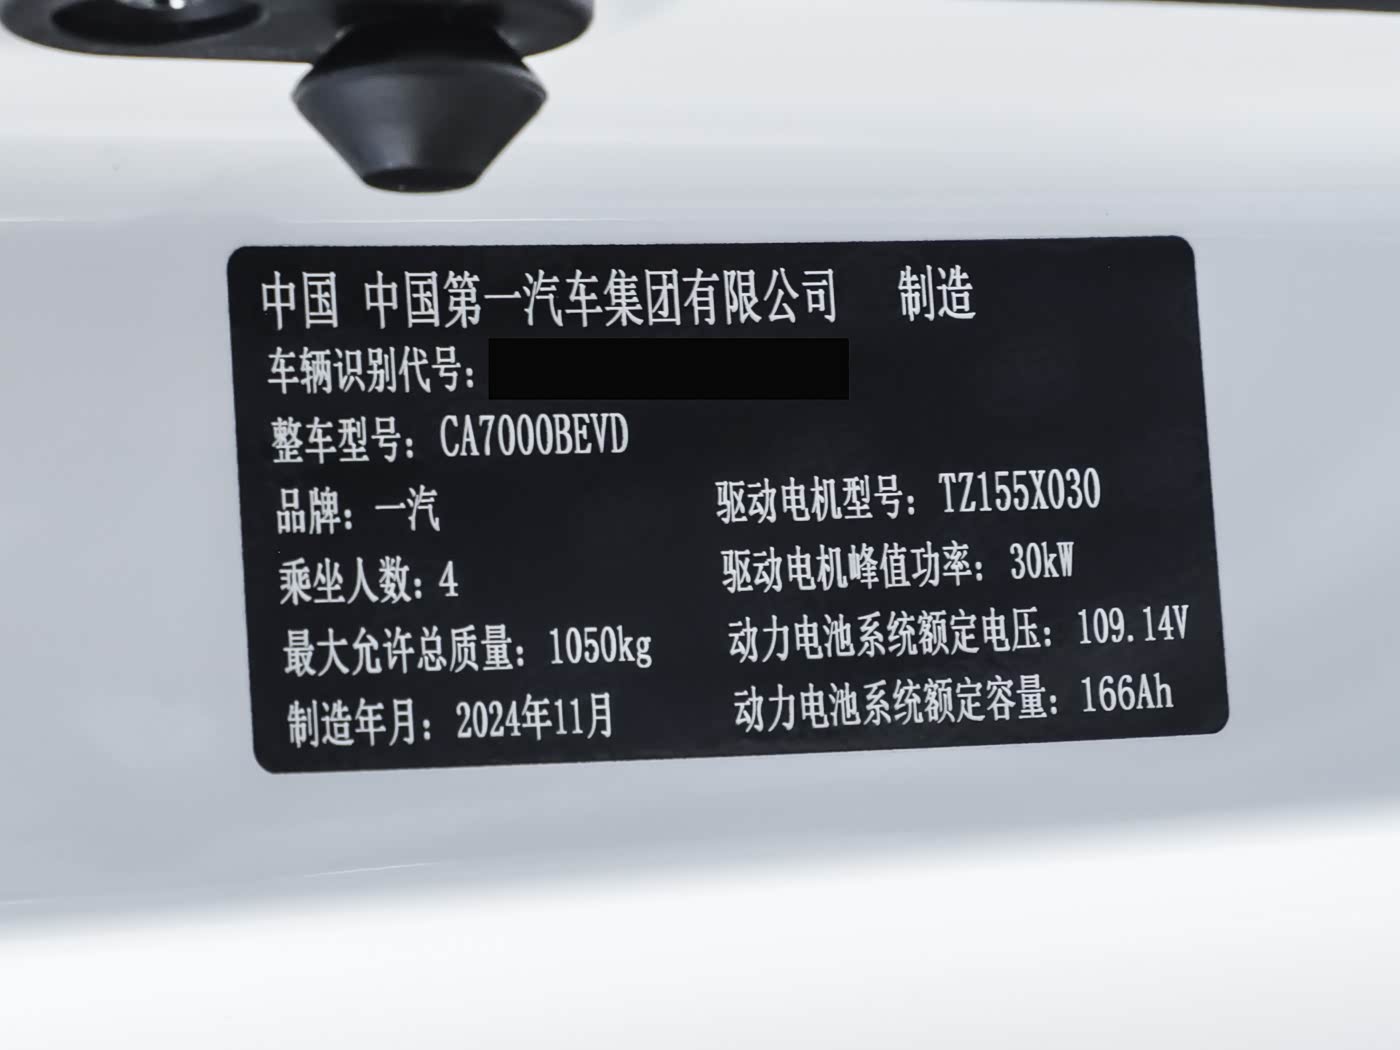 中国 中国第一汽车集团有限公司 制造
车辆识别代号:
整车型号: CA7000BEVD
品牌: 一汽
驱动电机型号: TZ155X030
乘坐人数: 4
驱动电机峰值功率: 30kW
最大允许总质量: 1050kg
动力电池系统额定电压: 109.14V
制造年月: 2024年11月
动力电池系统额定容量: 166Ah